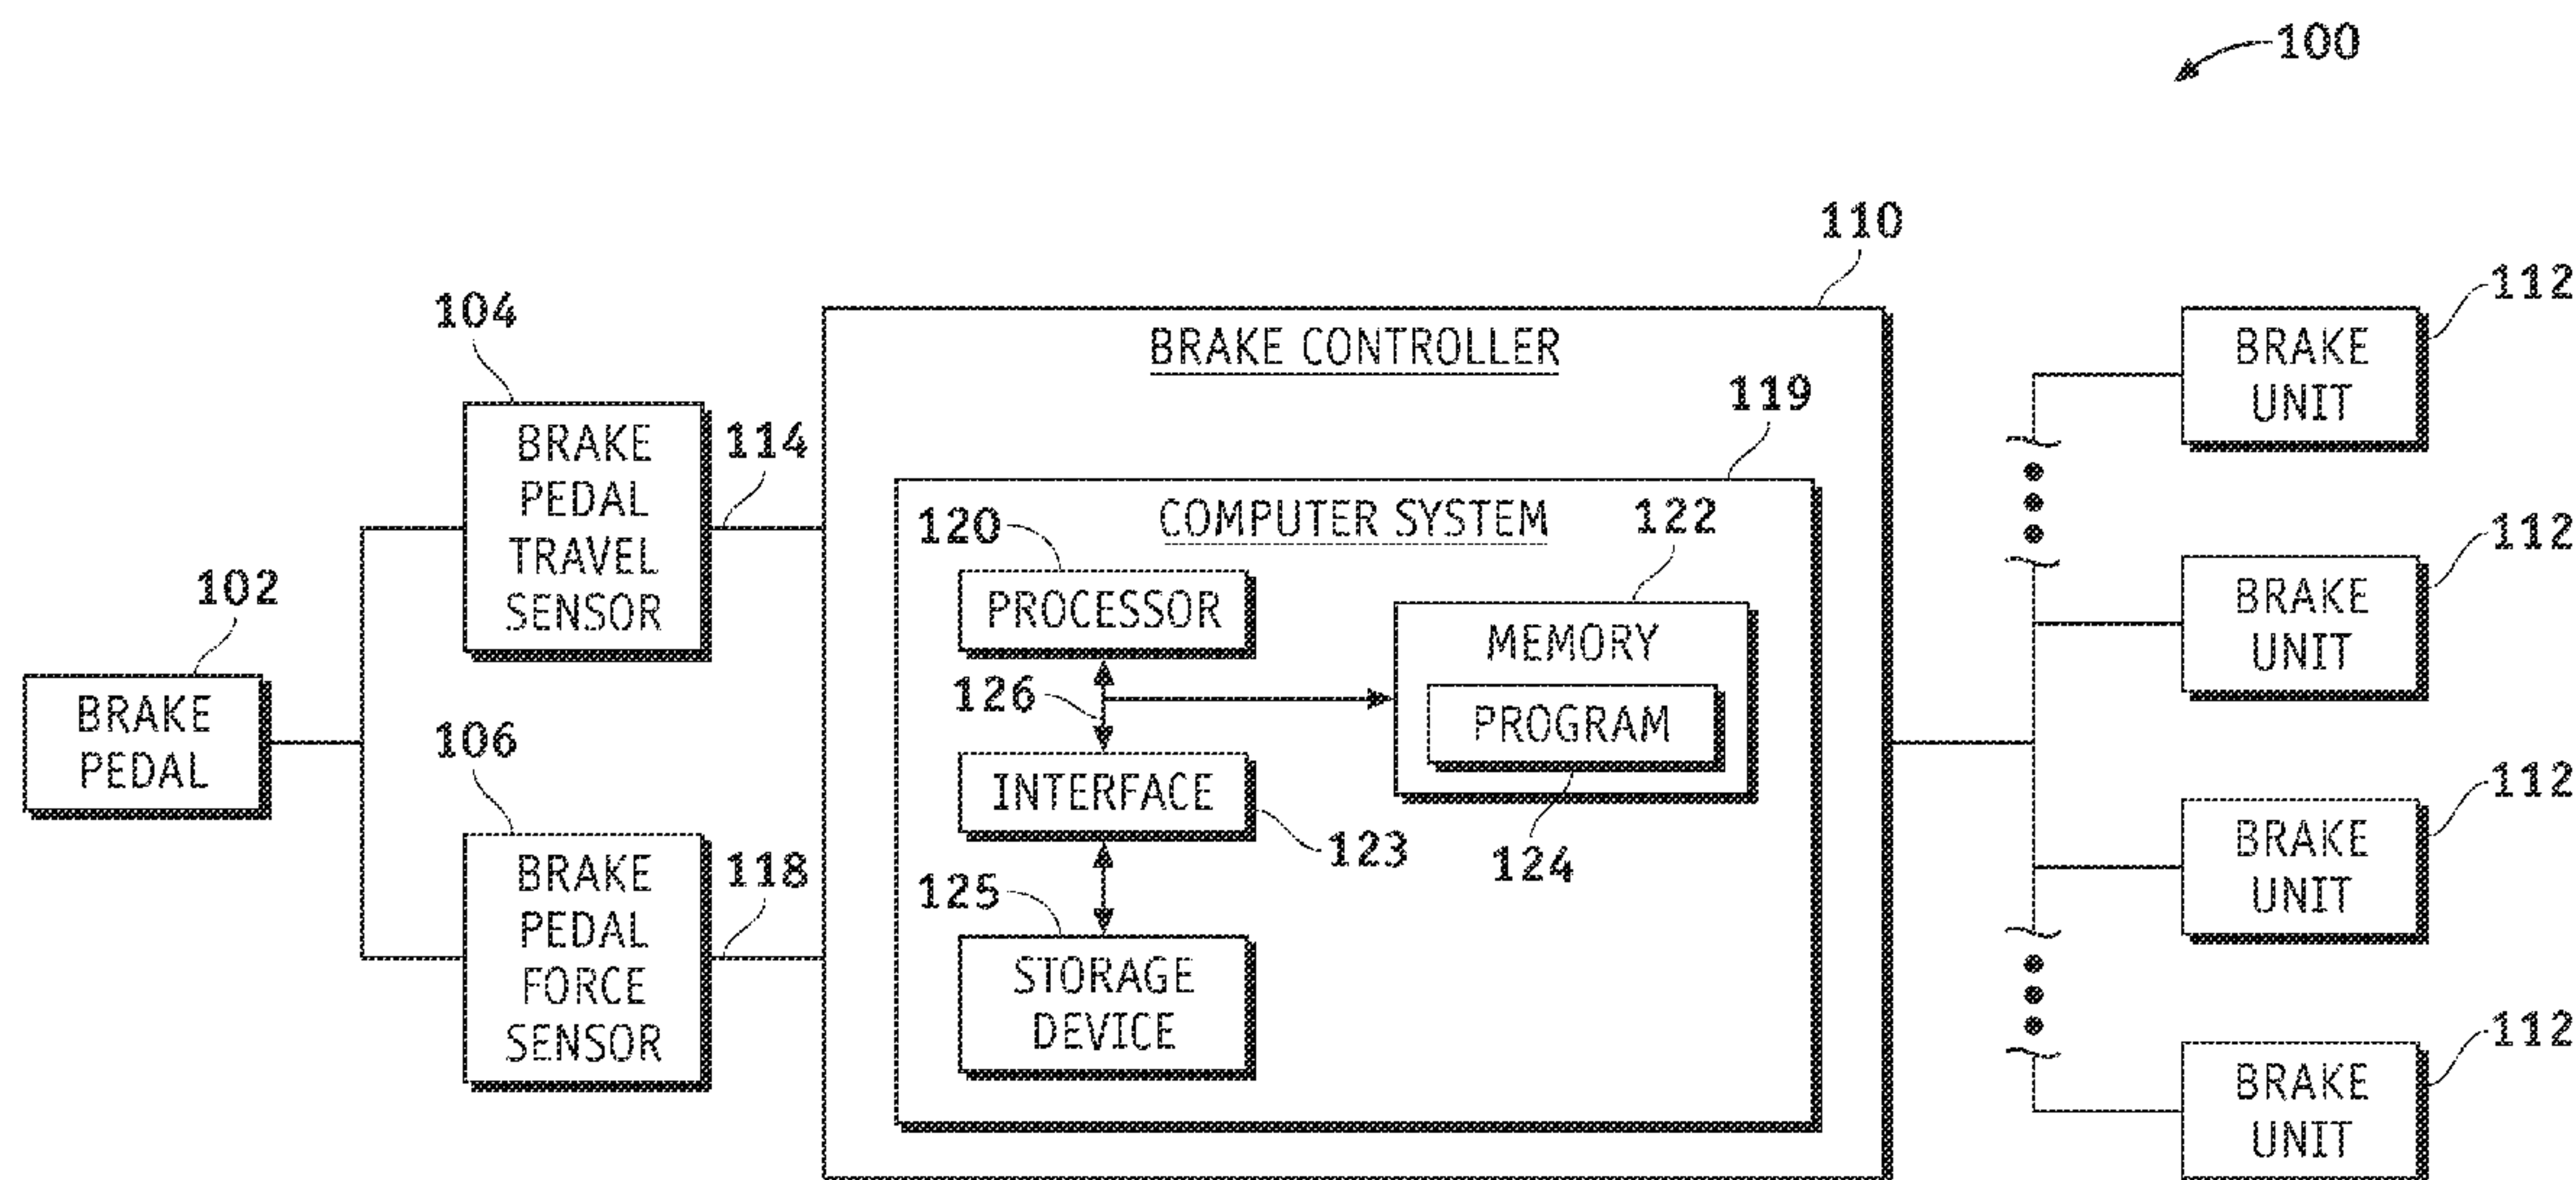 100
110
112
BRAKE
UNIT
104
BRAKE CONTROLLER
119
BRAKE
PEDAL
TRAVEL
SENSOR
114
COMPUTER SYSTEM
120
122
PROCESSOR
MEMORY
PROGRAM
124
126
INTERFACE
123
125
STORAGE
DEVICE
102
BRAKE
PEDAL
106
BRAKE
PEDAL
FORCE
SENSOR
118
112
BRAKE
UNIT
112
BRAKE
UNIT
112
BRAKE
UNIT